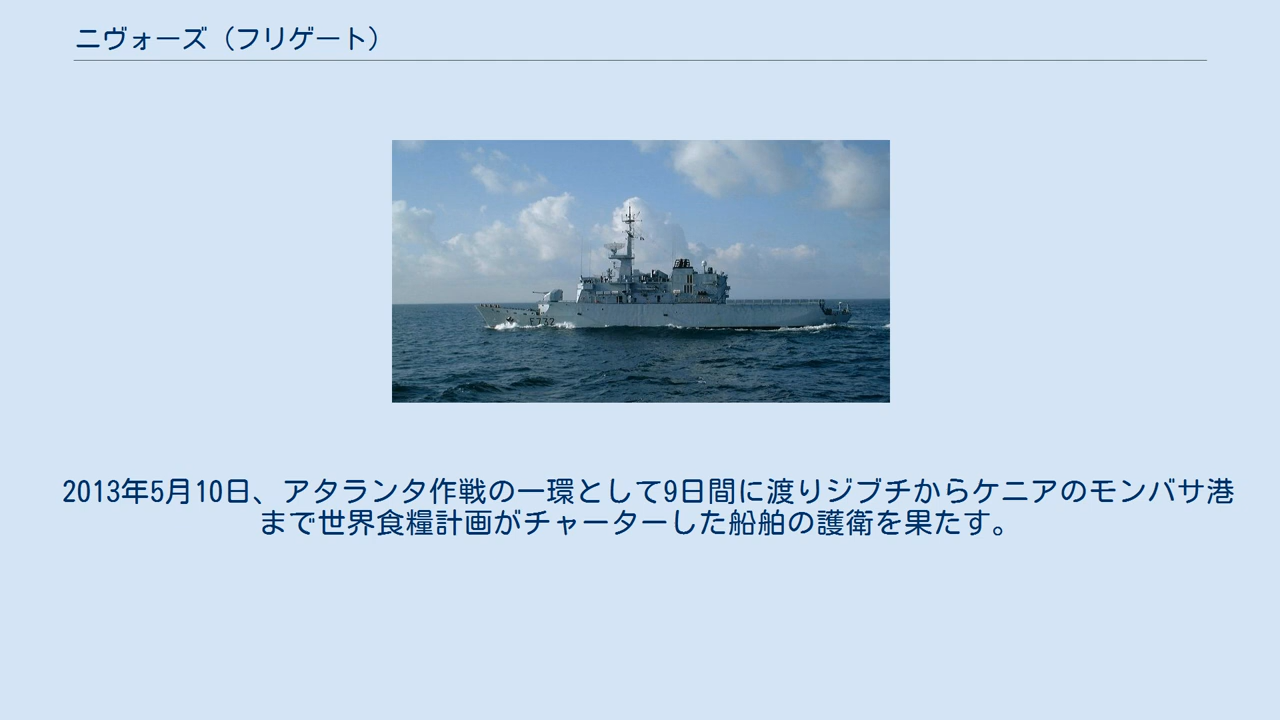 ニヴォーズ（フリゲート）
F732
2013年5月10日、アタランタ作戦の一環として9日間に渡りジブチからケニアのモンバサ港
まで世界食糧計画がチャーターした船舶の護衛を果たす。